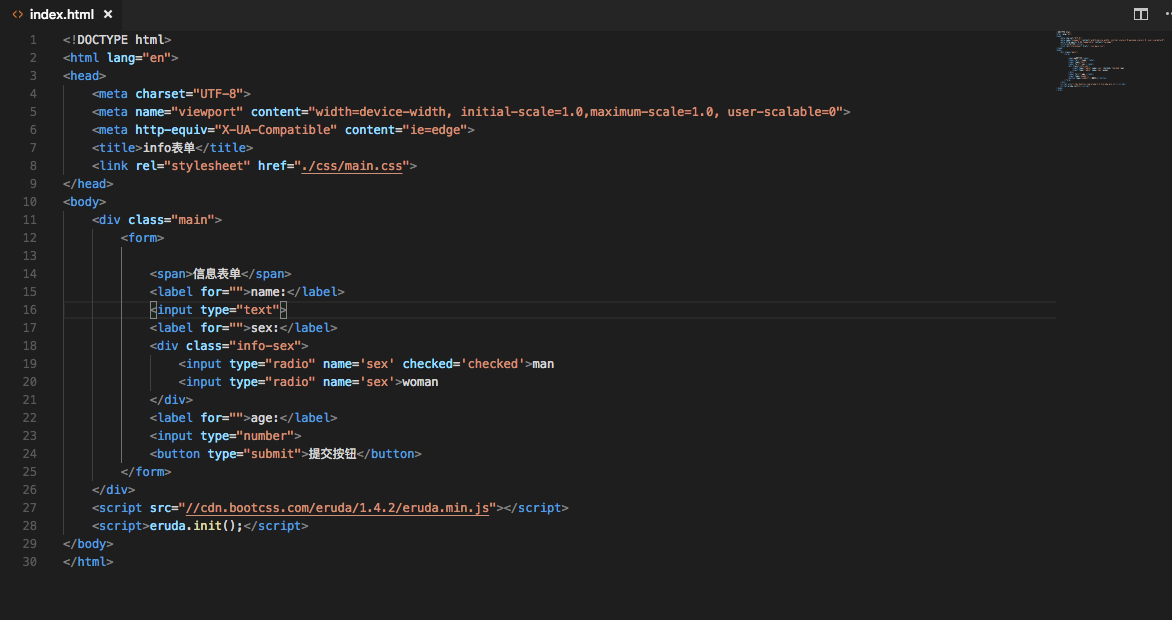 index.html
1 <!DOCTYPE html>
2 <html lang="en">
3 <head>
4 <meta charset="UTF-8">
5 <meta name="viewport" content="width=device-width, initial-scale=1.0,maximum-scale=1.0, user-scalable=0">
6 <meta http-equiv="X-UA-Compatible" content="ie=edge">
7 <title>info表单</title>
8 <link rel="stylesheet" href="./css/main.css">
9 </head>
10 <body>
11 <div class="main">
12 <form>
13
14 <span>信息表单</span>
15 <label for="">name:</label>
16 <input type="text">
17 <label for="">sex:</label>
18 <div class="info-sex">
19 <input type="radio" name='sex' checked='checked'>man
20 <input type="radio" name='sex'>woman
21 </div>
22 <label for="">age:</label>
23 <input type="number">
24 <button type="submit">提交按钮</button>
25 </form>
26 </div>
27 <script src="//cdn.bootcss.com/eruda/1.4.2/eruda.min.js"></script>
28 <script>eruda.init();</script>
29 </body>
30 </html>